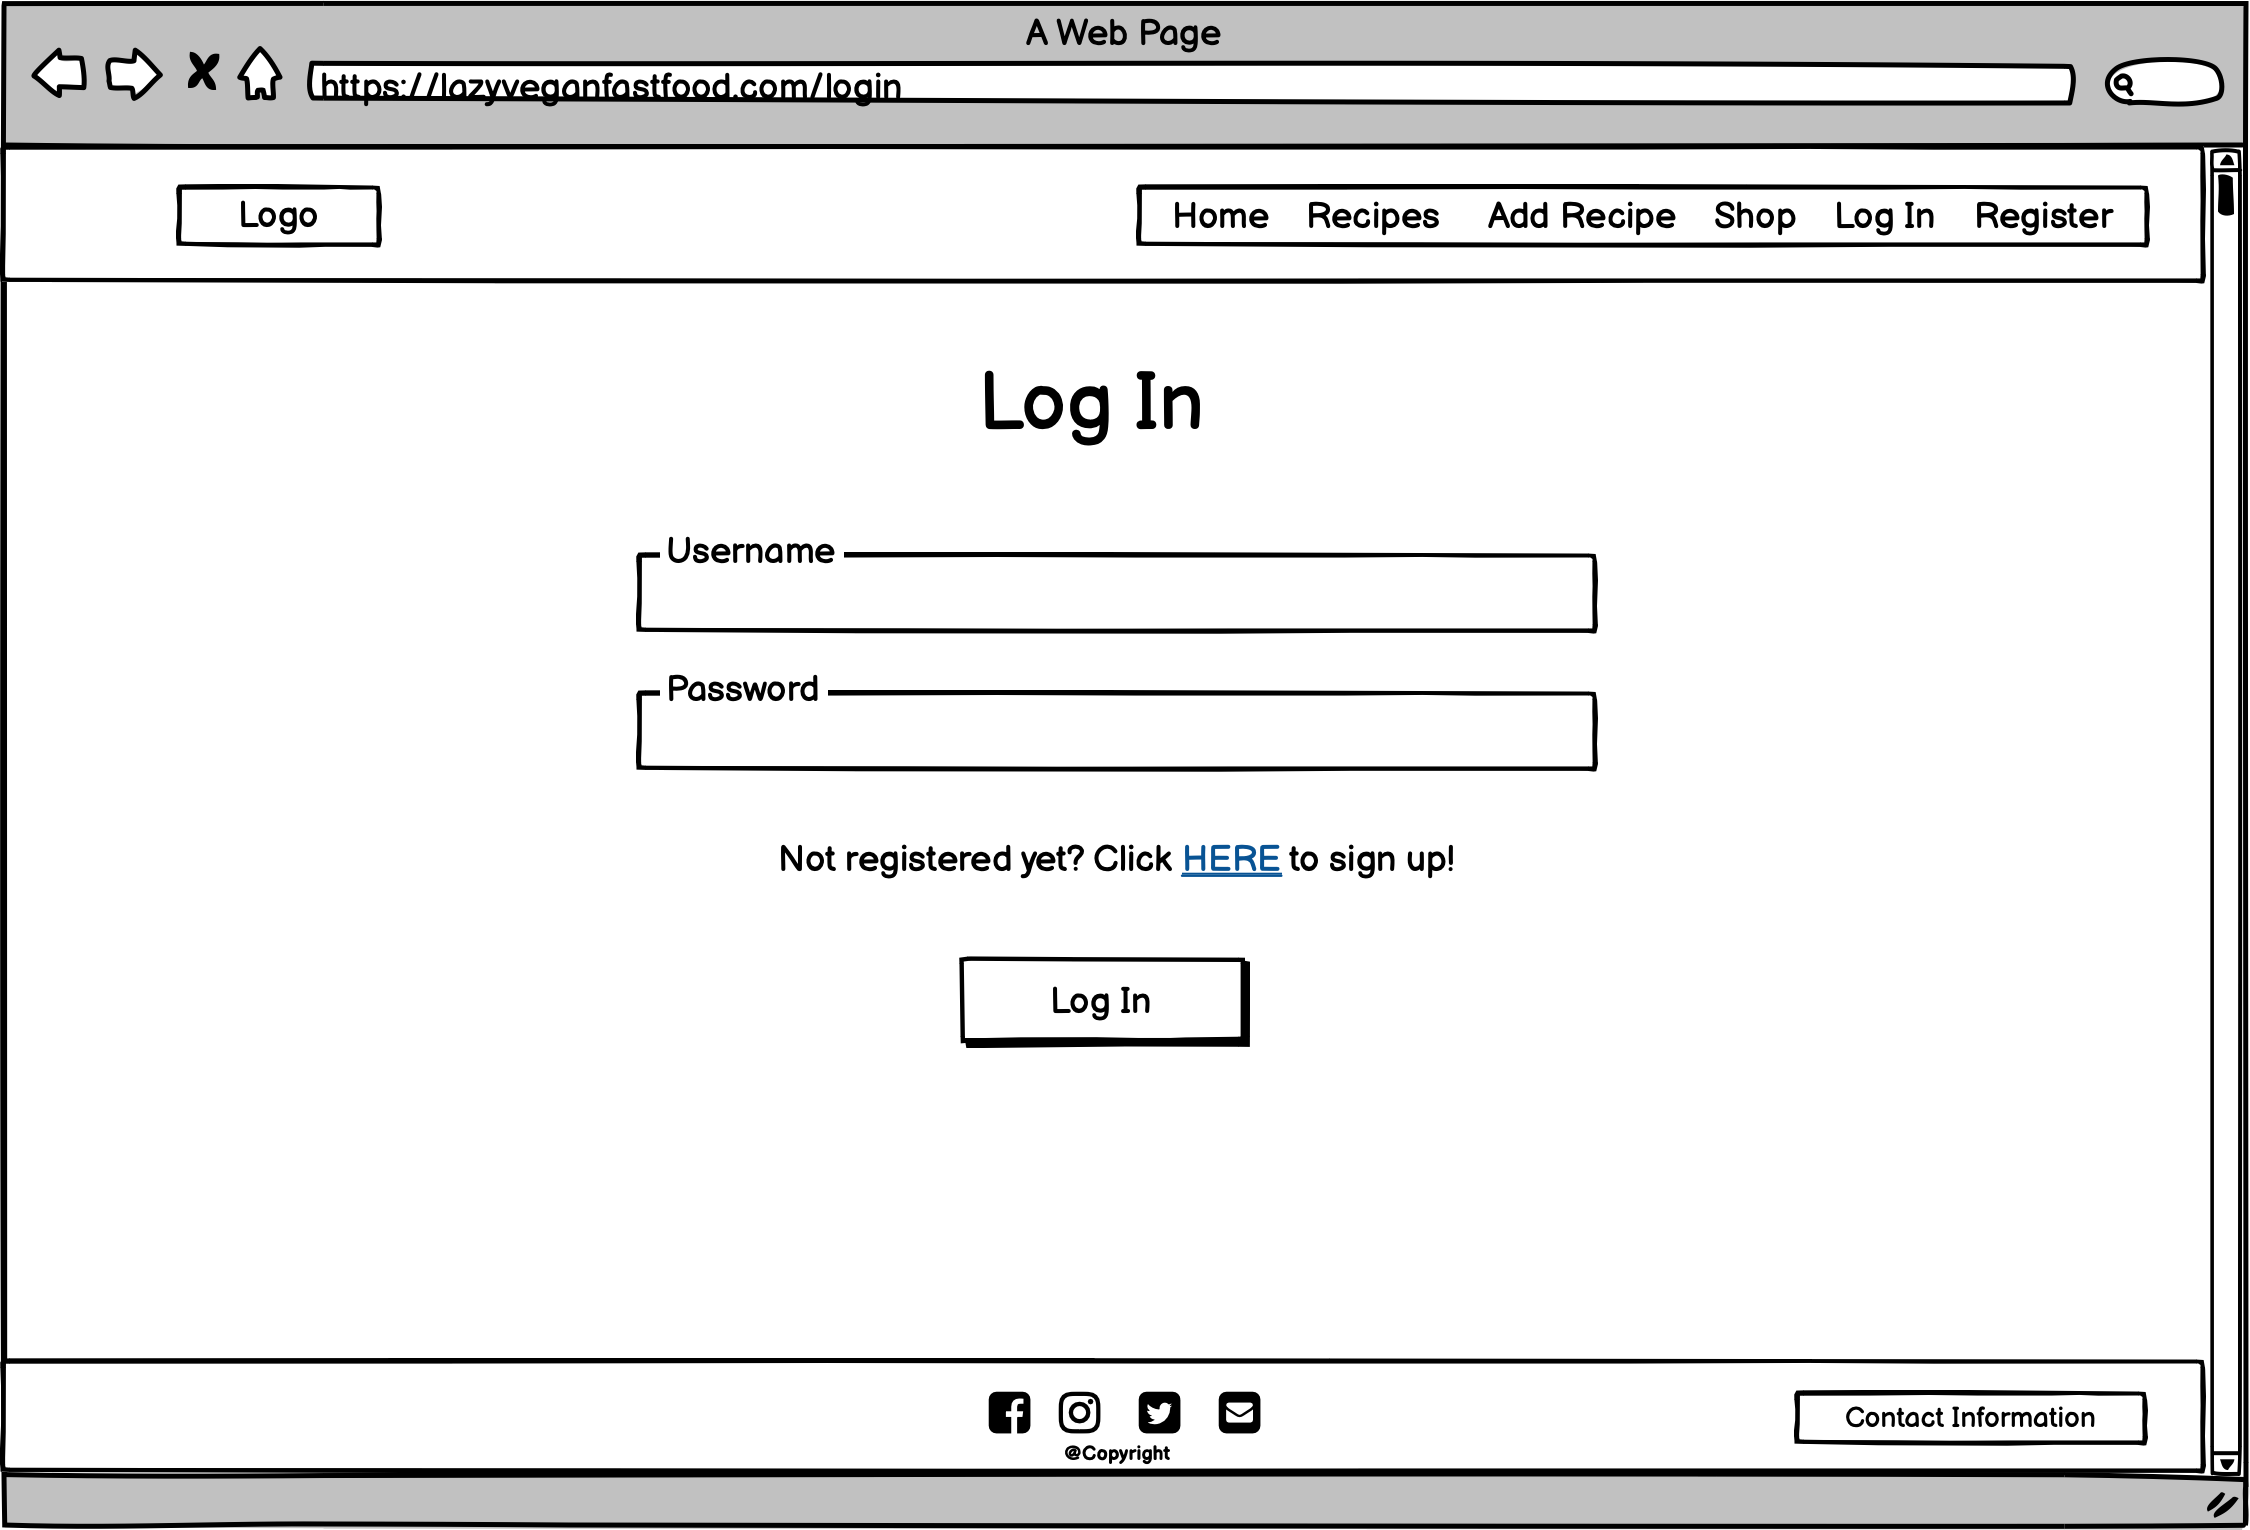 A Web Page
https://lazyveganfastfood.com/login
Logo
Home Recipes Add Recipe Shop Log In Register
Log In
Username
Password
Not registered yet? Click HERE to sign up!
Log In
Contact Information
@Copyright